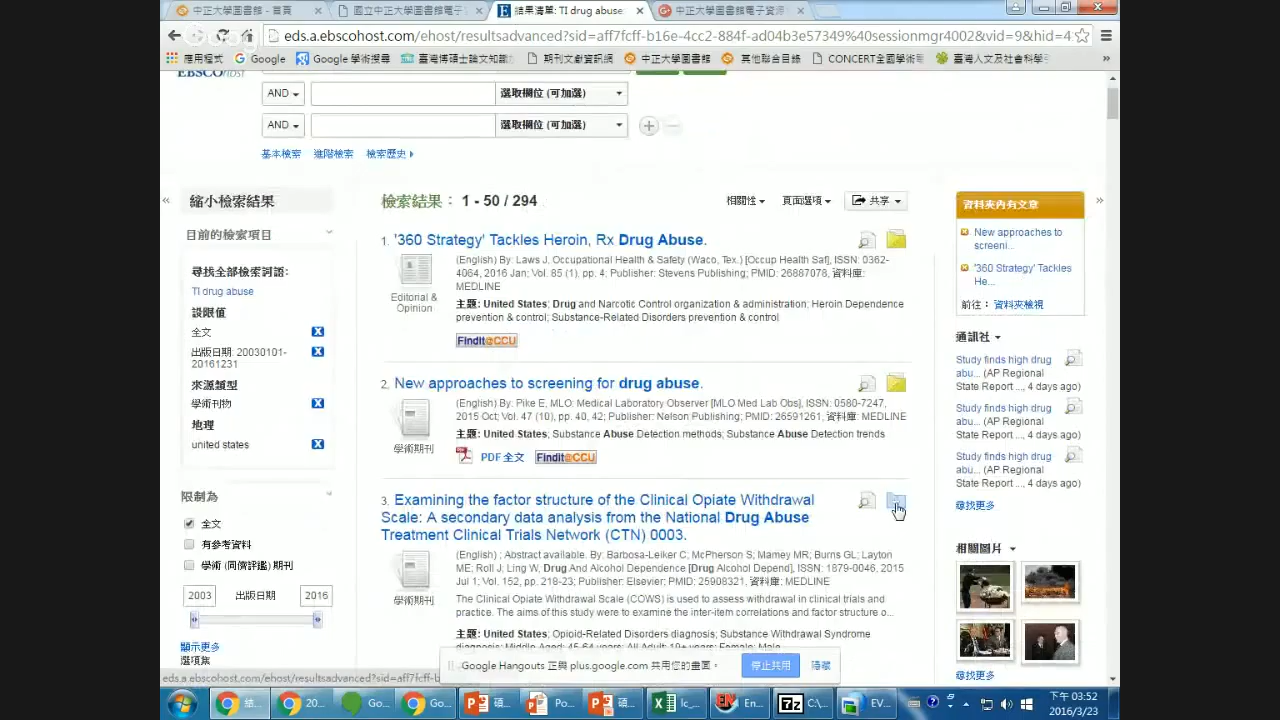 中正大學圖書館 - 首頁
國立中正大學圖書館電子
結果清單: TI drug abuse
中正大學圖書館電子資源
eds.a.ebscohost.com/ehost/resultsadvanced?sid=aff7fcff-b16e-4cc2-884f-ad04b3e57349%40sessionmgr4002&vid=9&hid=4
應用程式
Google
Google 學術搜尋
臺灣博碩士論文知識
期刊文獻資訊網
中正大學圖書館
其他聯合目錄
CONCERT全國學術
臺灣人文及社會科學
EBSCOhost
AND
選取欄位 (可加選)
AND
選取欄位 (可加選)
基本檢索 進階檢索 檢索歷史
縮小檢索結果
目前的檢索項目
尋找全部檢索詞語:
TI drug abuse
設限值
全文
出版日期: 20030101-
20161231
來源類型
學術刊物
地理
united states
限制為
全文
有參考資料
學術 (同儕評鑑) 期刊
2003 出版日期 2016
顯示更多
選項集
檢索結果： 1 - 50 / 294
相關性 頁面選項 共享
1. '360 Strategy' Tackles Heroin, Rx Drug Abuse.
(English) By: Laws J. Occupational Health & Safety (Waco, Tex.) [Occup Health Saf], ISSN: 0362-
4064, 2016 Jan; Vol. 85 (1), pp. 4; Publisher: Stevens Publishing; PMID: 26887078, 資料庫:
MEDLINE
Editorial &
Opinion
主題: United States; Drug and Narcotic Control organization & administration; Heroin Dependence
prevention & control; Substance-Related Disorders prevention & control
Findit@CCU
2. New approaches to screening for drug abuse.
(English) By: Pike E, MLO: Medical Laboratory Observer [MLO Med Lab Obs], ISSN: 0580-7247,
2015 Oct; Vol. 47 (10), pp. 40, 42; Publisher: Nelson Publishing; PMID: 26591261, 資料庫: MEDLINE
學術期刊
主題: United States; Substance Abuse Detection methods; Substance Abuse Detection trends
PDF 全文
Findit@CCU
3. Examining the factor structure of the Clinical Opiate Withdrawal
Scale: A secondary data analysis from the National Drug Abuse
Treatment Clinical Trials Network (CTN) 0003.
(English) ; Abstract available. By: Barbosa-Leiker C; McPherson S; Mamey MR; Burns GL; Layton
ME; Roll J, Ling W, Drug And Alcohol Dependence [Drug Alcohol Depend], ISSN: 1879-0046, 2015
Jul 1; Vol. 152, pp. 218-23; Publisher: Elsevier; PMID: 25908321, 資料庫: MEDLINE
學術期刊
The Clinical Opiate Withdrawal Scale (COWS) is used to assess withdrawal in clinical trials and
practice. The aims of this study were to examine the inter-item correlations and factor structure o...
主題: United States; Opioid-Related Disorders diagnosis; Substance Withdrawal Syndrome
資料夾內有文章
New approaches to
screeni...
'360 Strategy' Tackles
He...
前往： 資料夾檢視
通訊社
Study finds high drug
abu... (AP Regional
State Report ..., 4 days ago)
Study finds high drug
abu... (AP Regional
State Report ..., 4 days ago)
Study finds high drug
abu... (AP Regional
State Report ..., 4 days ago)
尋找更多
相關圖片
尋找更多
Google Hangouts 正與 plus.google.com 共用您的畫面。
停止共用
隱藏
eds.a.ebscohost.com/ehost/resultsadvanced?sid=aff7fcff-b
20...
Go...
Go...
碩...
Po...
碩...
lc_...
En...
C:\...
EV...
下午 03:52
2016/3/23